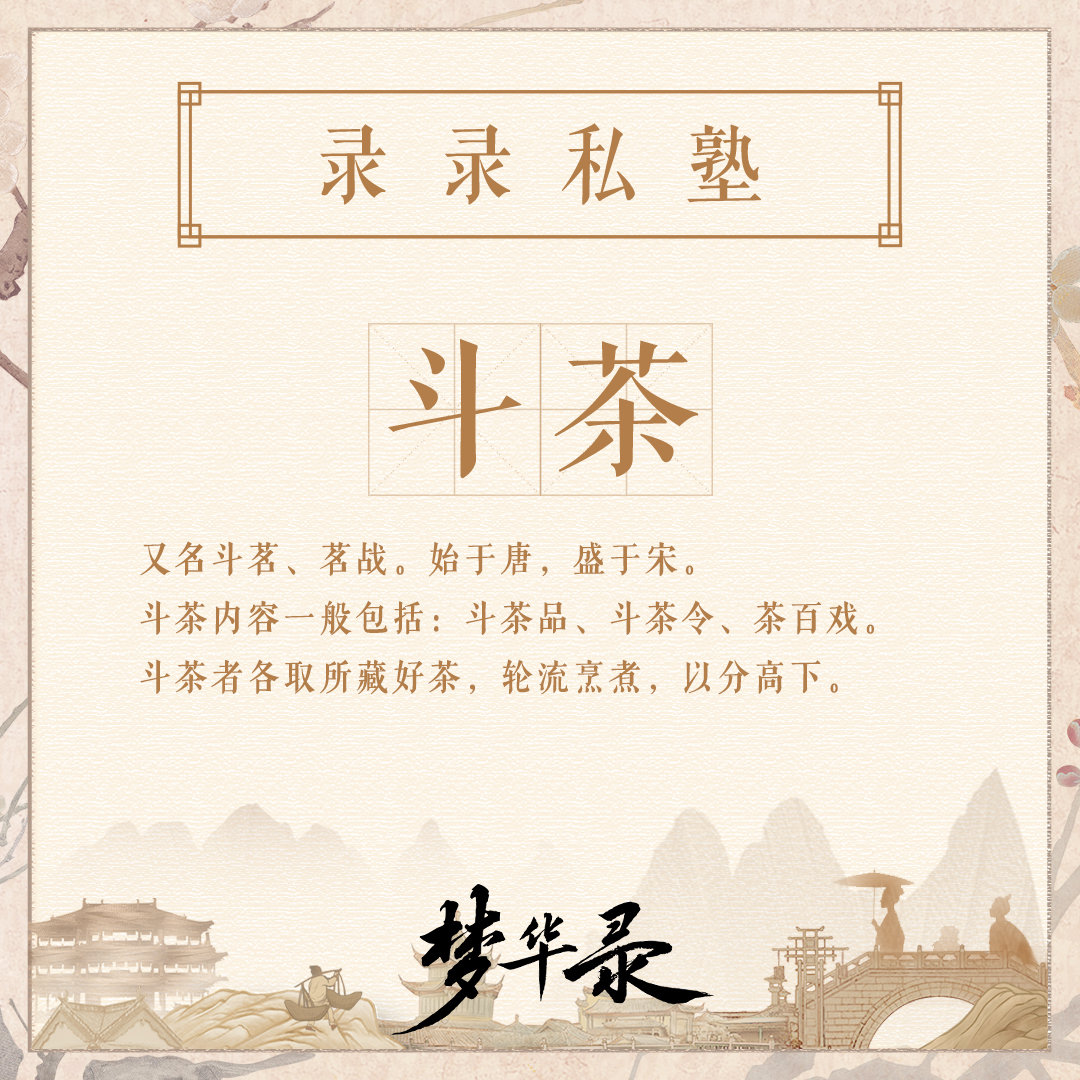 录录私塾
斗茶
又名斗茗、茗战。始于唐，盛于宋。
斗茶内容一般包括：斗茶品、斗茶令、茶百戏。
斗茶者各取所藏好茶，轮流烹煮，以分高下。
梦华录